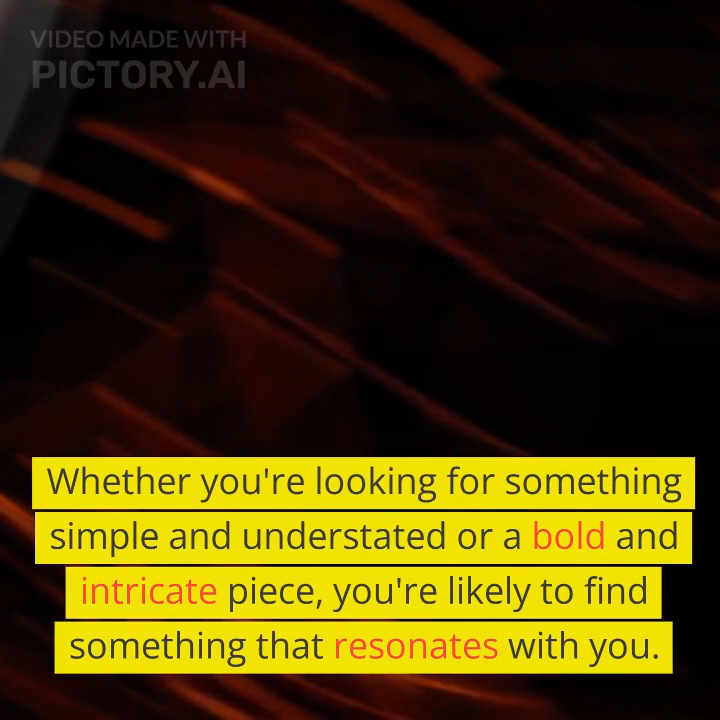 VIDEO MADE WITH
PICTORY.AI
Whether you're looking for something
simple and understated or a bold and
intricate piece, you're likely to find
something that resonates with you.